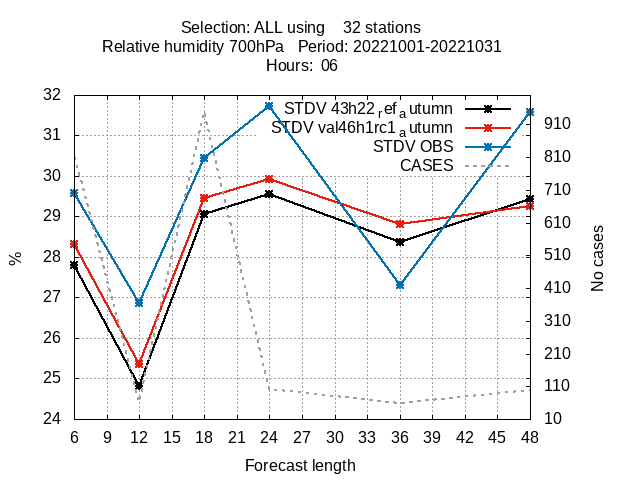 Selection: ALL using    32 stations
Relative humidity 700hPa   Period: 20221001-20221031
Hours:  06
STDV 43h22ref_autumn
STDV val46h1rc1_autumn
STDV OBS
CASES
%
32
31
30
29
28
27
26
25
24
910
810
710
610
510
410
310
210
110
10
No cases
6 9 12 15 18 21 24 27 30 33 36 39 42 45 48
Forecast length